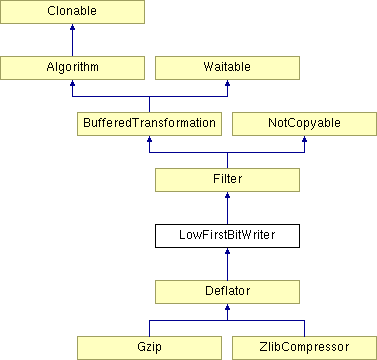 Clonable
Algorithm
Waitable
BufferedTransformation
NotCopyable
Filter
LowFirstBitWriter
Deflator
Gzip
ZlibCompressor